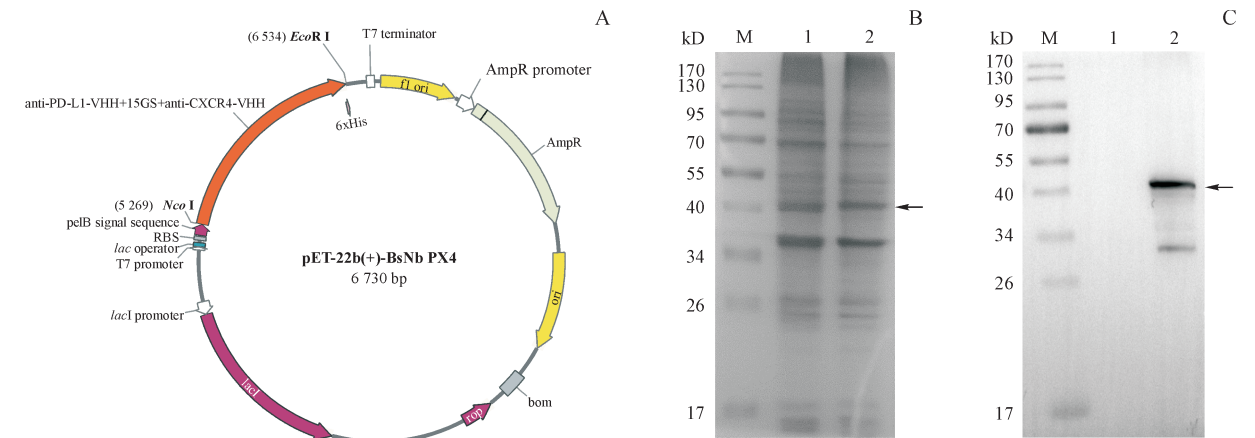 A
(6 534) EcoR I
T7 terminator
f1 ori
AmpR promoter
anti-PD-L1-VHH+15GS+anti-CXCR4-VHH
6xHis
AmpR
(5 269) Nco I
pelB signal sequence
RBS
lac operator
T7 promoter
pET-22b(+)-BsNb PX4
6 730 bp
ori
lacI promoter
lacI
bom
rop
B
kD M 1 2
170
130
95
70
55
40
34
26
17
C
kD M 1 2
170
130
95
70
55
40
34
26
17